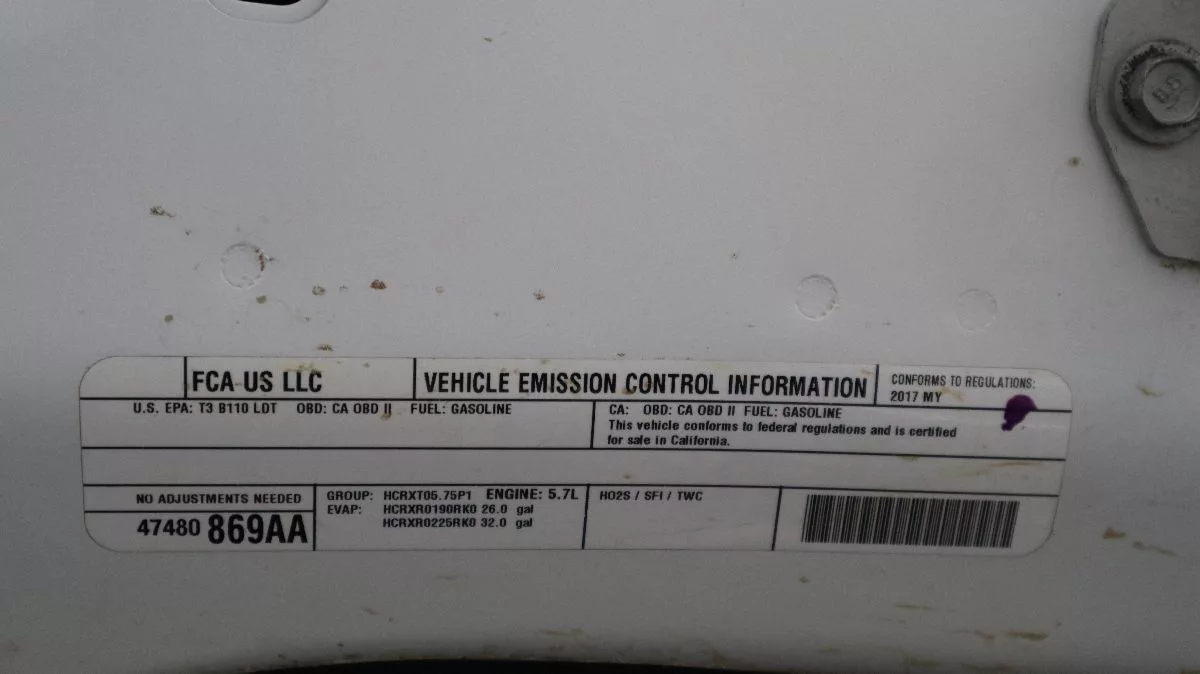 FCA US LLC
VEHICLE EMISSION CONTROL INFORMATION
CONFORMS TO REGULATIONS:
2017 MY
U.S. EPA: T3 B110 LDT OBD: CA OBD II FUEL: GASOLINE
CA: OBD: CA OBD II FUEL: GASOLINE
This vehicle conforms to federal regulations and is certified
for sale in California.
NO ADJUSTMENTS NEEDED
47480 869AA
GROUP: HCRXT05.75P1 ENGINE: 5.7L
EVAP: HCRXR0190RK0 26.0 gal
HCRXR0225RK0 32.0 gal
HO2S / SFI / TWC